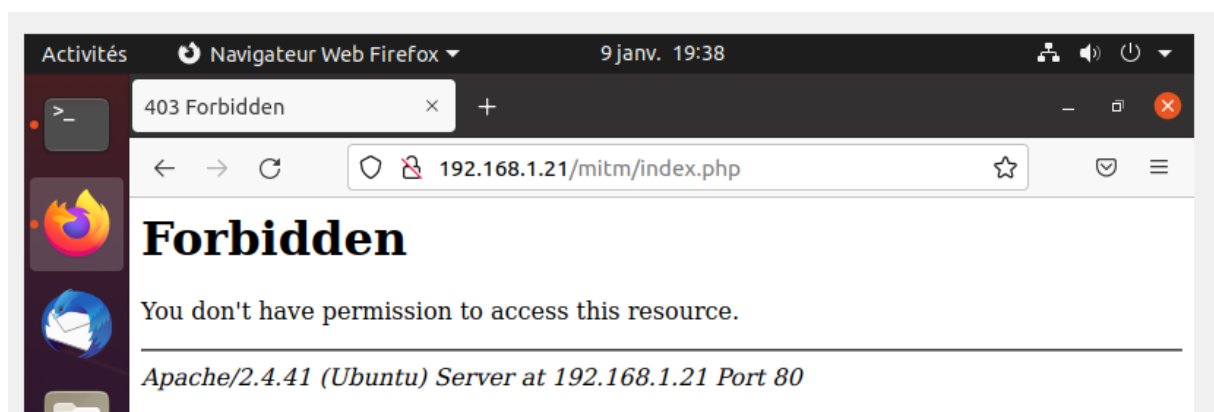 Activités Navigateur Web Firefox 9 janv. 19:38
403 Forbidden
192.168.1.21/mitm/index.php
Forbidden
You don't have permission to access this resource.
Apache/2.4.41 (Ubuntu) Server at 192.168.1.21 Port 80